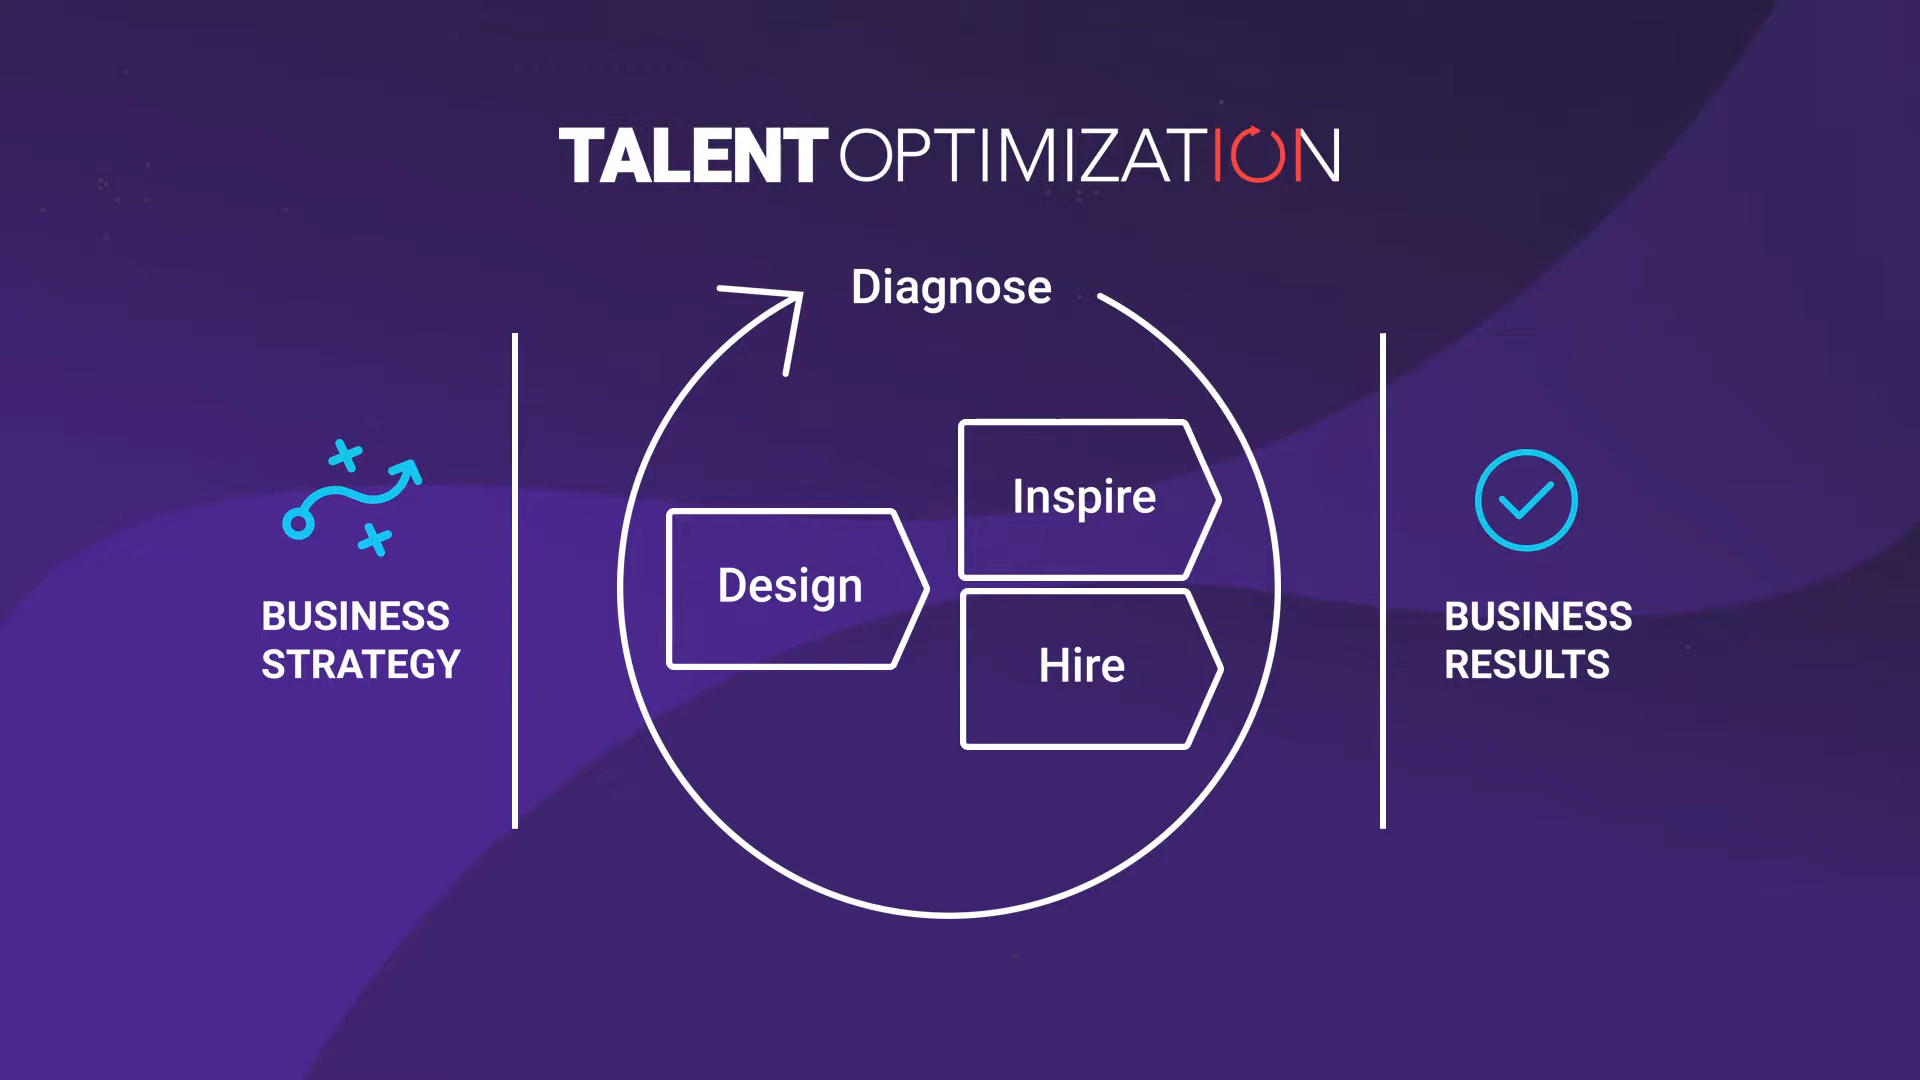 TALENT OPTIMIZATION
Diagnose
Inspire
Design
Hire
BUSINESS
STRATEGY
BUSINESS
RESULTS